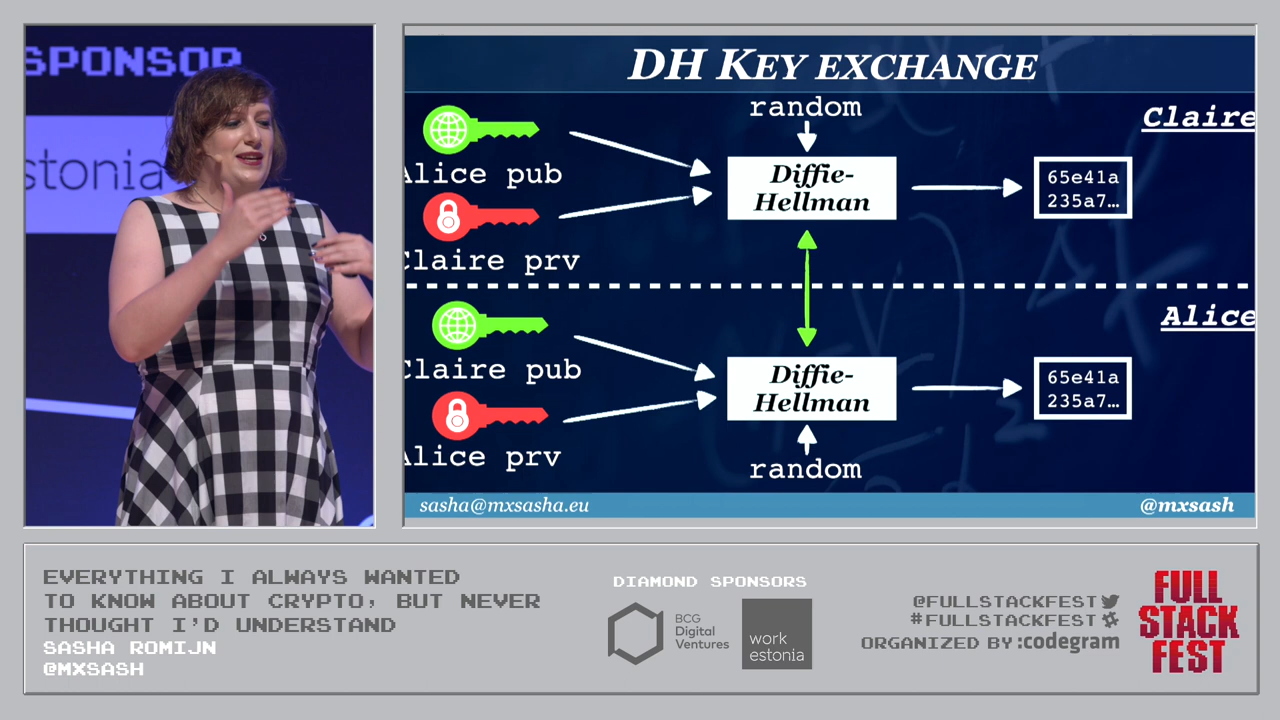 SPONSOR
estonia
DH KEY EXCHANGE
random
Claire
Alice pub
Diffie-
Hellman
65e41a
235a7…
Claire prv
Alice
Claire pub
Diffie-
Hellman
65e41a
235a7…
Alice prv
random
sasha@mxsasha.eu
@mxsash
EVERYTHING I ALWAYS WANTED
TO KNOW ABOUT CRYPTO, BUT NEVER
THOUGHT I'D UNDERSTAND
SASHA ROMIJN
@MXSASH
DIAMOND SPONSORS
BCG
Digital
Ventures
work
estonia
@FULLSTACKFEST
#FULLSTACKFEST
ORGANIZED BY :codegram
FULL
STACK
FEST